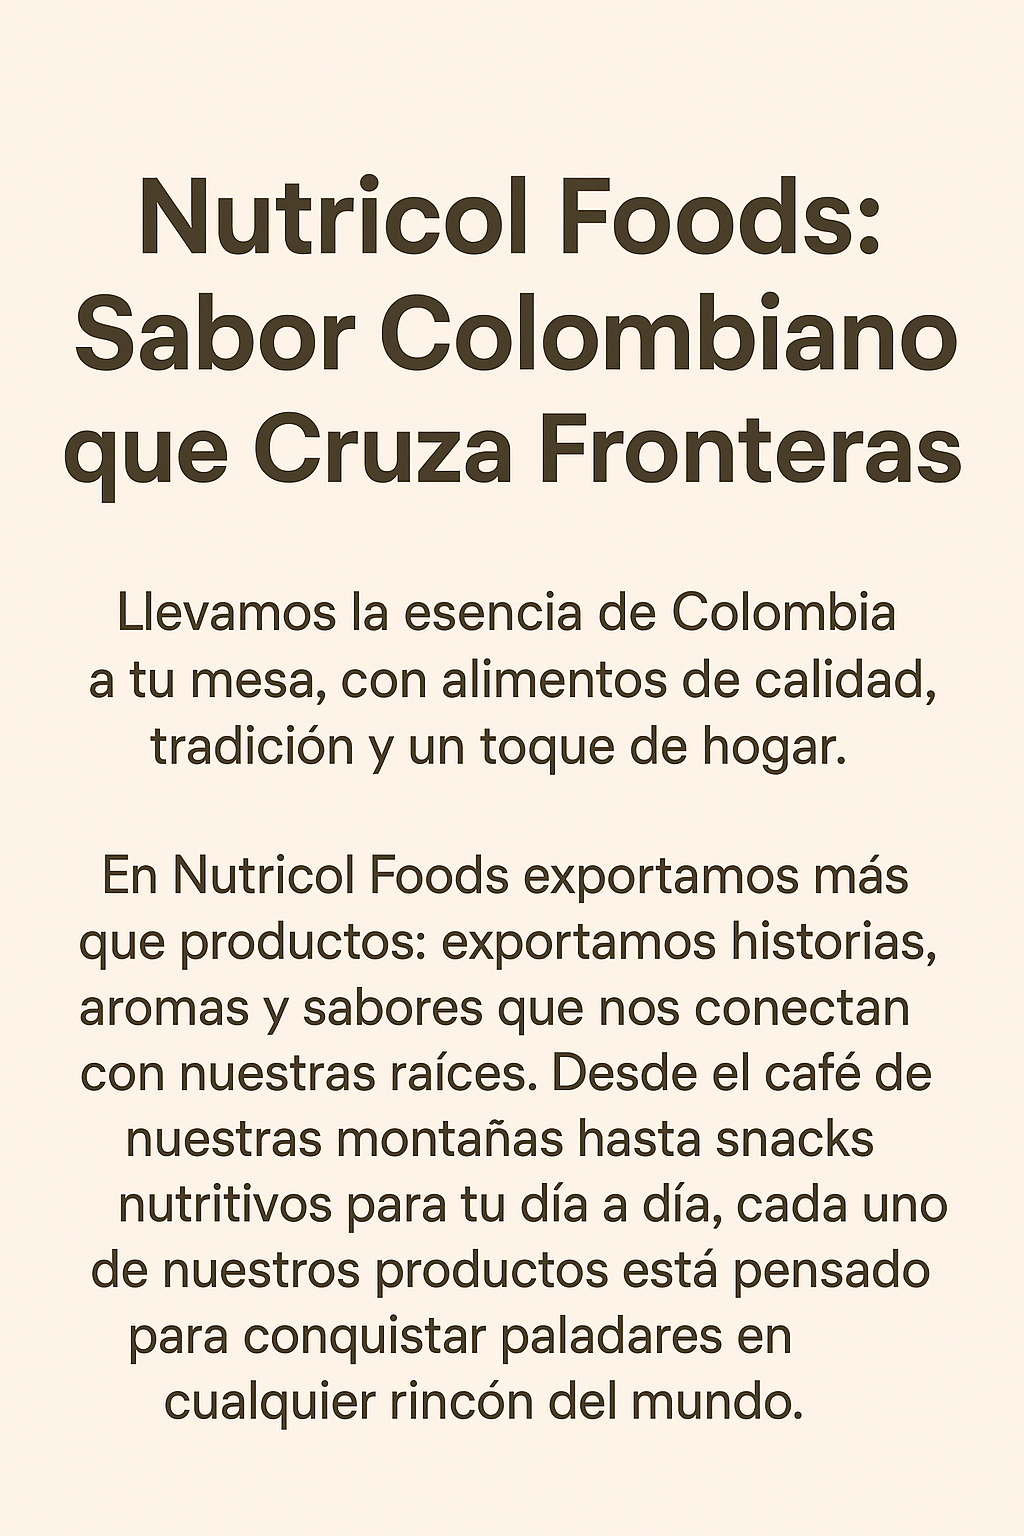 Nutricol Foods:
Sabor Colombiano
que Cruza Fronteras
Llevamos la esencia de Colombia
a tu mesa, con alimentos de calidad,
tradición y un toque de hogar.
En Nutricol Foods exportamos más
que productos: exportamos historias,
aromas y sabores que nos conectan
con nuestras raíces. Desde el café de
nuestras montañas hasta snacks
nutritivos para tu día a día, cada uno
de nuestros productos está pensado
para conquistar paladares en
cualquier rincón del mundo.